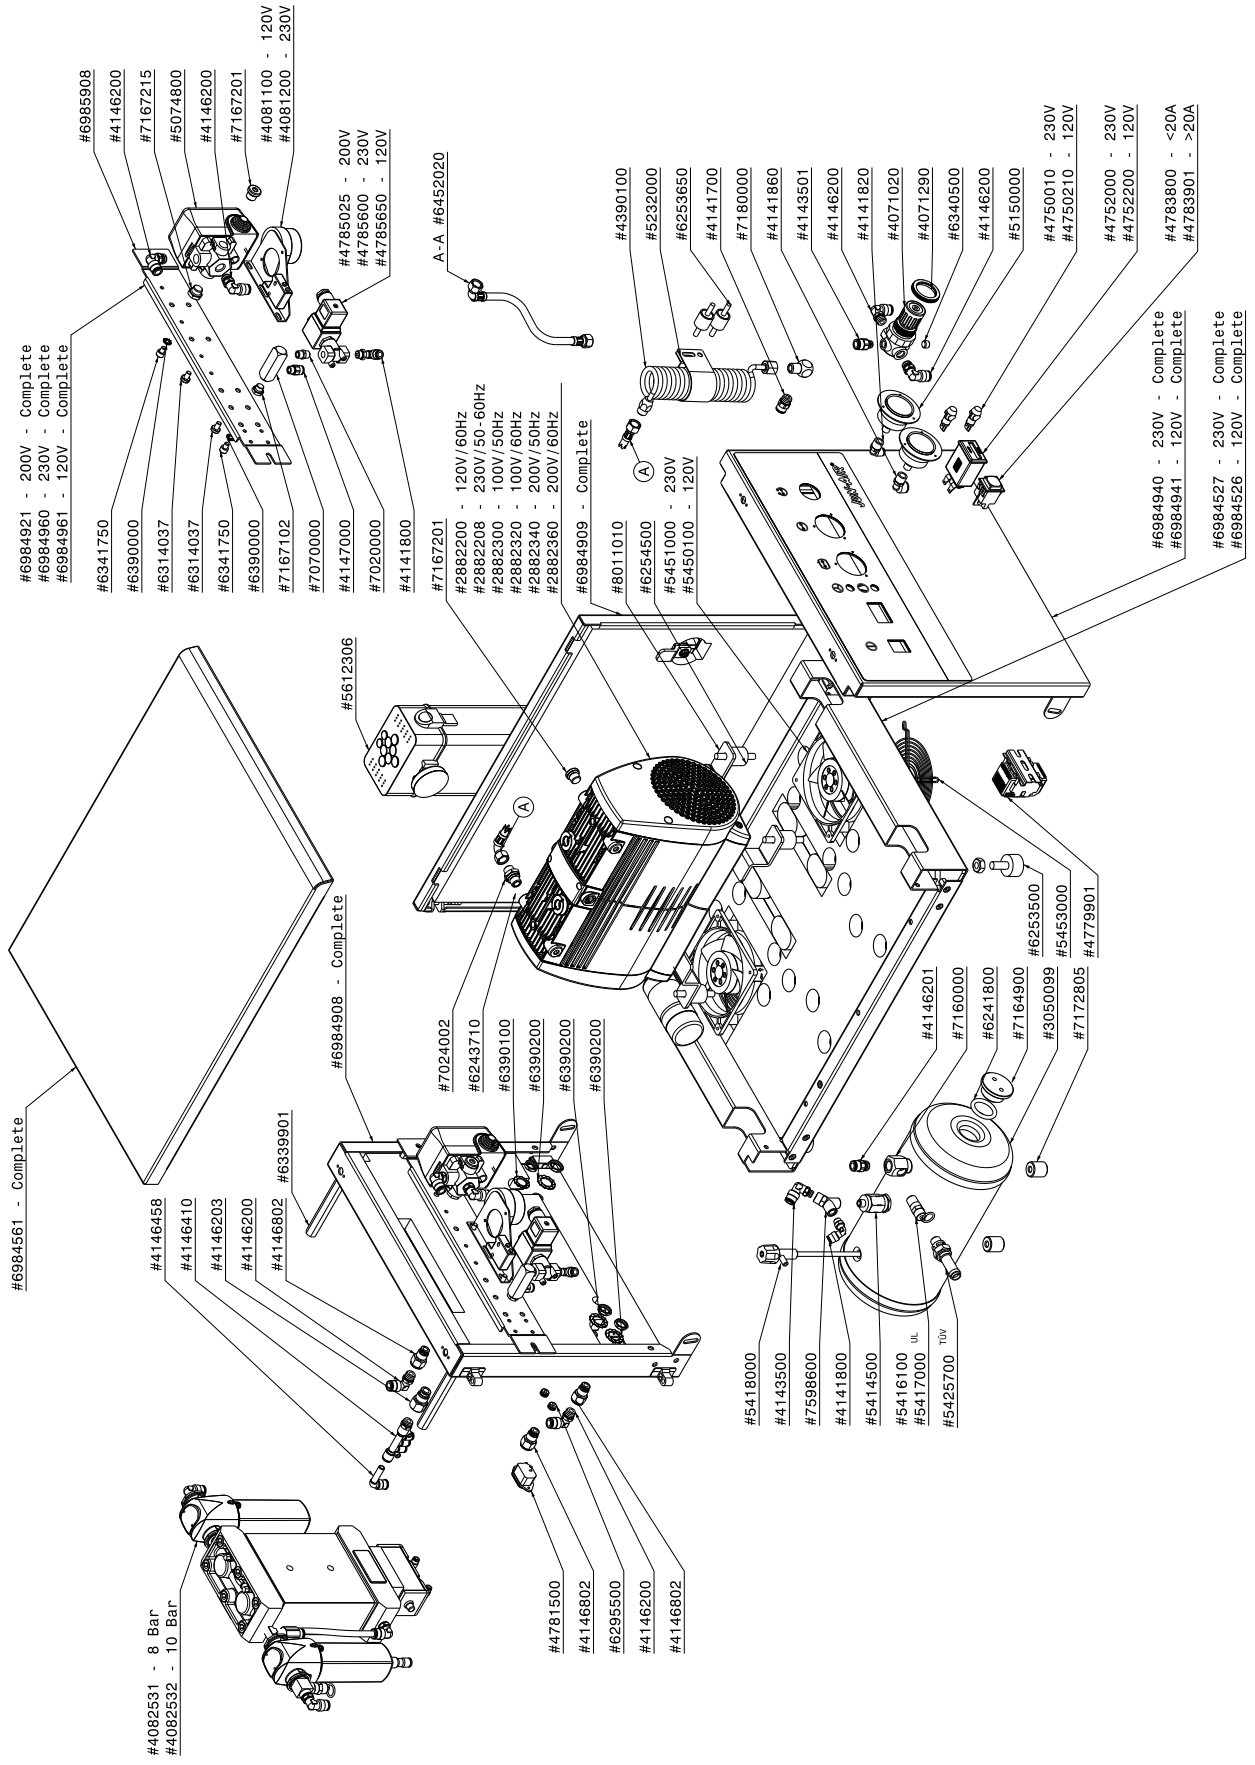 #6984561 - Complete
#4082531 - 8 Bar
#4082532 - 10 Bar
#4146458
#4146410
#4146203
#4146200
#4146802
#6339901
#6984908 - Complete
#4781500
#4146802
#6295500
#4146200
#4146802
#7024002
#6243710
#6390100
#6390200
#6390200
#6390200
#5418000
#4143500
#7598600
#4141800
#5414500
#5416100
#5417000 UL
#5425700 TÜV
#4146201
#7160000
#6241800
#7164900
#3050099
#7172805
#6253500
#5453000
#4779901
#6984921 - 200V - Complete
#6984960 - 230V - Complete
#6984961 - 120V - Complete
#6341750
#6390000
#6314037
#6314037
#6341750
#6390000
#7167102
#7070000
#4147000
#7020000
#4141800
#6985908
#4146200
#7167215
#5074800
#4146200
#7167201
#4081100 - 120V
#4081200 - 230V
#4785025 - 200V
#4785600 - 230V
#4785650 - 120V
A-A #6452020
#5612306
#7167201
#2882200 - 120V/60Hz
#2882208 - 230V/50-60Hz
#2882300 - 100V/50Hz
#2882320 - 100V/60Hz
#2882340 - 200V/50Hz
#2882360 - 200V/60Hz
#6984909 - Complete
#8011011
#6254500
#5451000 - 230V
#5450100 - 120V
A
A
#4390100
#5232000
#6253650
#4141700
#7180000
#4141860
#4143501
#4146200
#4141820
#4071020
#4071290
#6340500
#4146200
#5150000
#4750010 - 230V
#4750210 - 120V
#4752000 - 230V
#4752200 - 120V
#4783800 - <20A
#4783901 - >20A
JUN-AIR
#6984940 - 230V - Complete
#6984941 - 120V - Complete
#6984527 - 230V - Complete
#6984526 - 120V - Complete